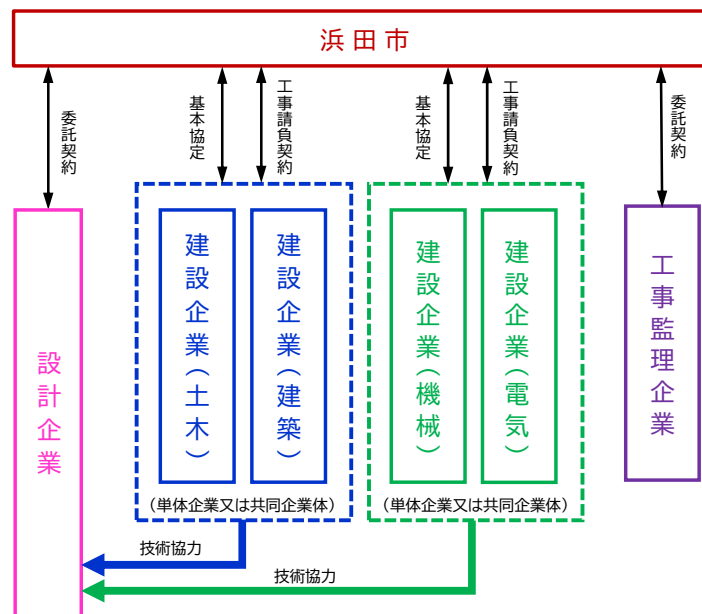 浜田市
委託契約
基本協定
工事請負契約
基本協定
工事請負契約
委託契約
設計企業
建設企業(土木)
建設企業(建築)
(単体企業又は共同企業体)
建設企業(機械)
建設企業(電気)
(単体企業又は共同企業体)
工事監理企業
技術協力
技術協力